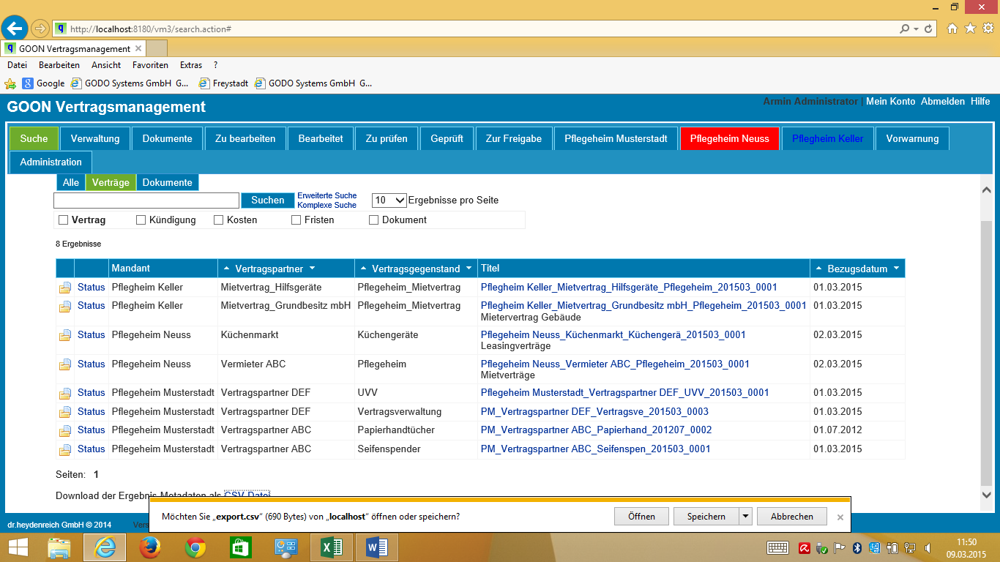 http://localhost:8180/vm3/search.action#
GOON Vertragsmanagement
Datei Bearbeiten Ansicht Favoriten Extras ?
Google GODO Systems GmbH G... Freystadt GODO Systems GmbH G...
GOON Vertragsmanagement
Armin Administrator | Mein Konto Abmelden Hilfe
Suche Verwaltung Dokumente Zu bearbeiten Bearbeitet Zu prüfen Geprüft Zur Freigabe Pflegeheim Musterstadt Pflegeheim Neuss Pflegheim Keller Vorwarnung
Administration
Alle Verträge Dokumente
Suchen Erweiterte Suche
Komplexe Suche
10 Ergebnisse pro Seite
Vertrag Kündigung Kosten Fristen Dokument
8 Ergebnisse
Mandant Vertragspartner Vertragsgegenstand Titel Bezugsdatum
Status Pflegheim Keller Mietvertrag_Hilfsgeräte Pflegeheim_Mietvertrag Pflegheim Keller_Mietvertrag_Hilfsgeräte_Pflegeheim_201503_0001 01.03.2015
Status Pflegheim Keller Mietvertrag_Grundbesitz mbH Pflegeheim_Mietvertrag Pflegheim Keller_Mietvertrag_Grundbesitz mbH_Pflegeheim_201503_0001 01.03.2015
Mietervertrag Gebäude
Status Pflegeheim Neuss Küchenmarkt Küchengeräte Pflegeheim Neuss_Küchenmarkt_Küchengerä_201503_0001 02.03.2015
Leasingverträge
Status Pflegeheim Neuss Vermieter ABC Pflegeheim Pflegeheim Neuss_Vermieter ABC_Pflegeheim_201503_0001 02.03.2015
Mietverträge
Status Pflegeheim Musterstadt Vertragspartner DEF UVV Pflegeheim Musterstadt_Vertragspartner DEF_UVV_201503_0001 01.03.2015
Status Pflegeheim Musterstadt Vertragspartner DEF Vertragsverwaltung PM_Vertragspartner DEF_Vertragsve_201503_0003 01.03.2015
Status Pflegeheim Musterstadt Vertragspartner ABC Papierhandtücher PM_Vertragspartner ABC_Papierhand_201207_0002 01.07.2012
Status Pflegeheim Musterstadt Vertragspartner ABC Seifenspender PM_Vertragspartner ABC_Seifenspen_201503_0001 01.03.2015
Seiten: 1
Download der Ergebnis Metadaten als CSV Datei
Möchten Sie „export.csv“ (690 Bytes) von „localhost“ öffnen oder speichern?
Öffnen Speichern Abbrechen
dr.heydenreich GmbH © 2014
11:50
09.03.2015